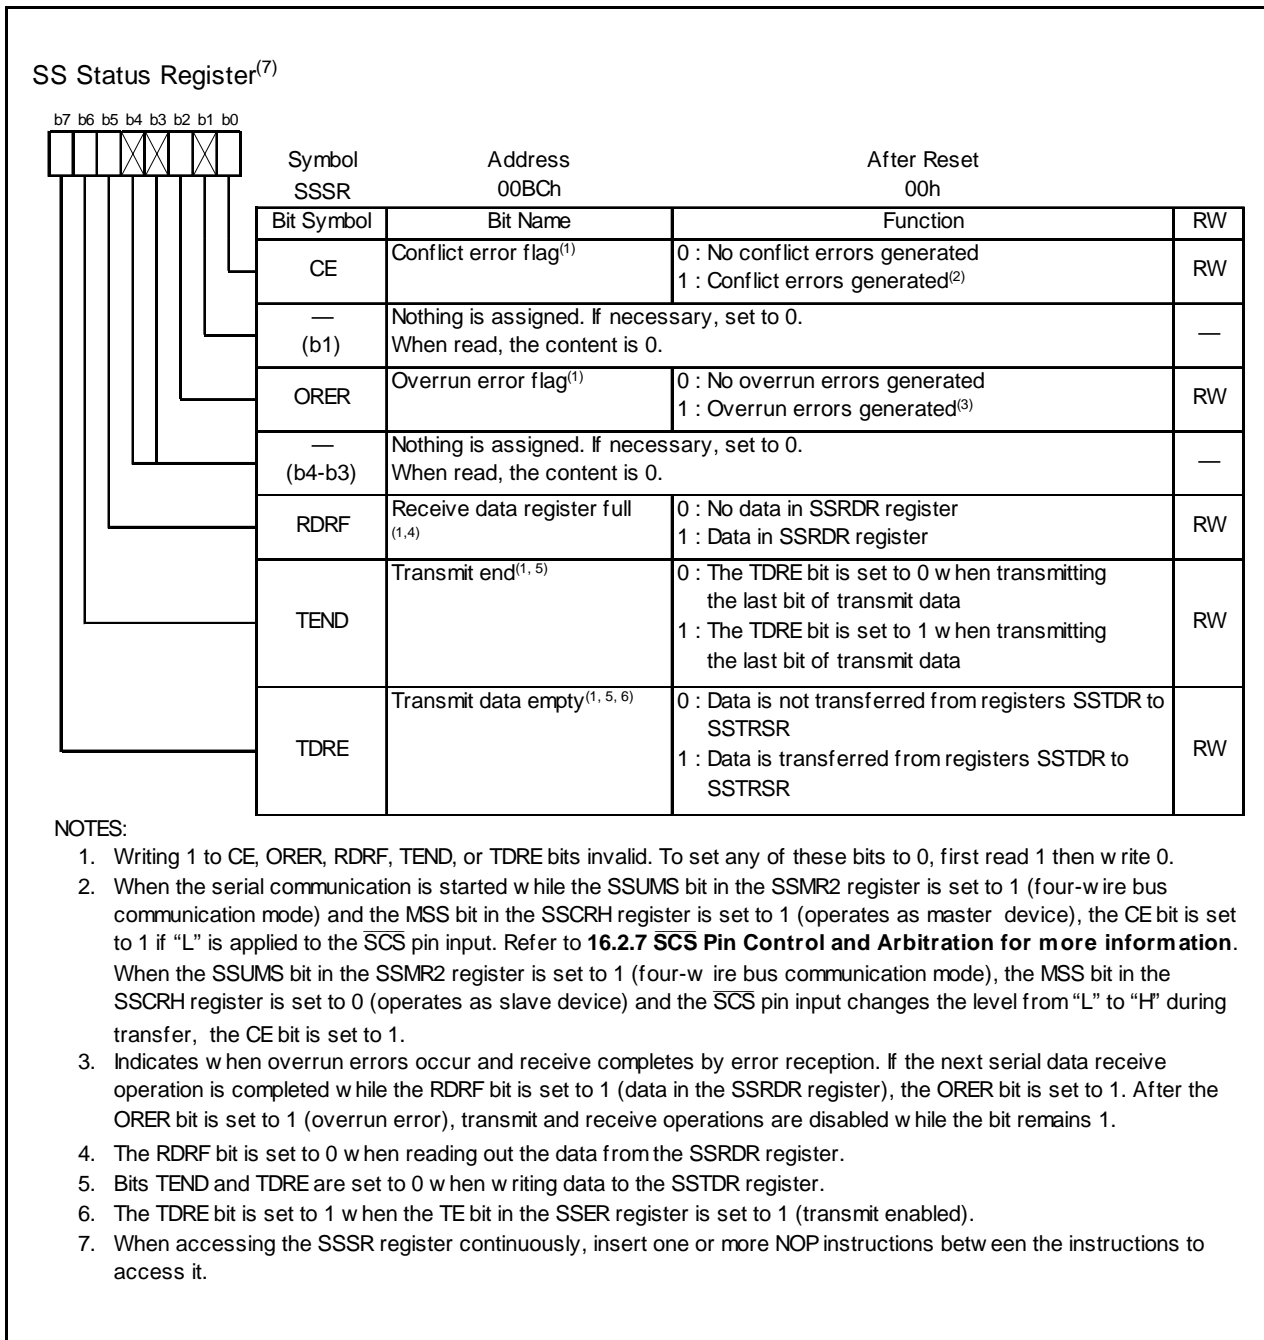 SS Status Register(7)
b7 b6 b5 b4 b3 b2 b1 b0
Symbol Address After Reset
SSSR 00BCh 00h
Bit Symbol Bit Name Function RW
CE Conflict error flag(1) 0 : No conflict errors generated RW
1 : Conflict errors generated(2)
— Nothing is assigned. If necessary, set to 0. —
(b1) When read, the content is 0.
ORER Overrun error flag(1) 0 : No overrun errors generated RW
1 : Overrun errors generated(3)
— Nothing is assigned. If necessary, set to 0. —
(b4-b3) When read, the content is 0.
RDRF Receive data register full 0 : No data in SSRDR register RW
(1,4) 1 : Data in SSRDR register
TEND Transmit end(1, 5) 0 : The TDRE bit is set to 0 when transmitting RW
the last bit of transmit data
1 : The TDRE bit is set to 1 when transmitting
the last bit of transmit data
TDRE Transmit data empty(1, 5, 6) 0 : Data is not transferred from registers SSTDR to RW
SSTRSR
1 : Data is transferred from registers SSTDR to
SSTRSR
NOTES:
1. Writing 1 to CE, ORER, RDRF, TEND, or TDRE bits invalid. To set any of these bits to 0, first read 1 then write 0.
2. When the serial communication is started while the SSUMS bit in the SSMR2 register is set to 1 (four-wire bus
communication mode) and the MSS bit in the SSCRH register is set to 1 (operates as master device), the CE bit is set
to 1 if “L” is applied to the SCS pin input. Refer to 16.2.7 SCS Pin Control and Arbitration for more information.
When the SSUMS bit in the SSMR2 register is set to 1 (four-wire bus communication mode), the MSS bit in the
SSCRH register is set to 0 (operates as slave device) and the SCS pin input changes the level from “L” to “H” during
transfer, the CE bit is set to 1.
3. Indicates when overrun errors occur and receive completes by error reception. If the next serial data receive
operation is completed while the RDRF bit is set to 1 (data in the SSRDR register), the ORER bit is set to 1. After the
ORER bit is set to 1 (overrun error), transmit and receive operations are disabled while the bit remains 1.
4. The RDRF bit is set to 0 when reading out the data from the SSRDR register.
5. Bits TEND and TDRE are set to 0 when writing data to the SSTDR register.
6. The TDRE bit is set to 1 when the TE bit in the SSER register is set to 1 (transmit enabled).
7. When accessing the SSSR register continuously, insert one or more NOP instructions between the instructions to
access it.